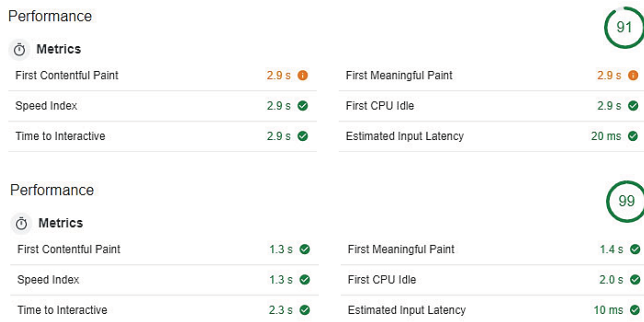 Performance
91
Metrics
First Contentful Paint 2.9 s First Meaningful Paint 2.9 s
Speed Index 2.9 s First CPU Idle 2.9 s
Time to Interactive 2.9 s Estimated Input Latency 20 ms
Performance
99
Metrics
First Contentful Paint 1.3 s First Meaningful Paint 1.4 s
Speed Index 1.3 s First CPU Idle 2.0 s
Time to Interactive 2.3 s Estimated Input Latency 10 ms